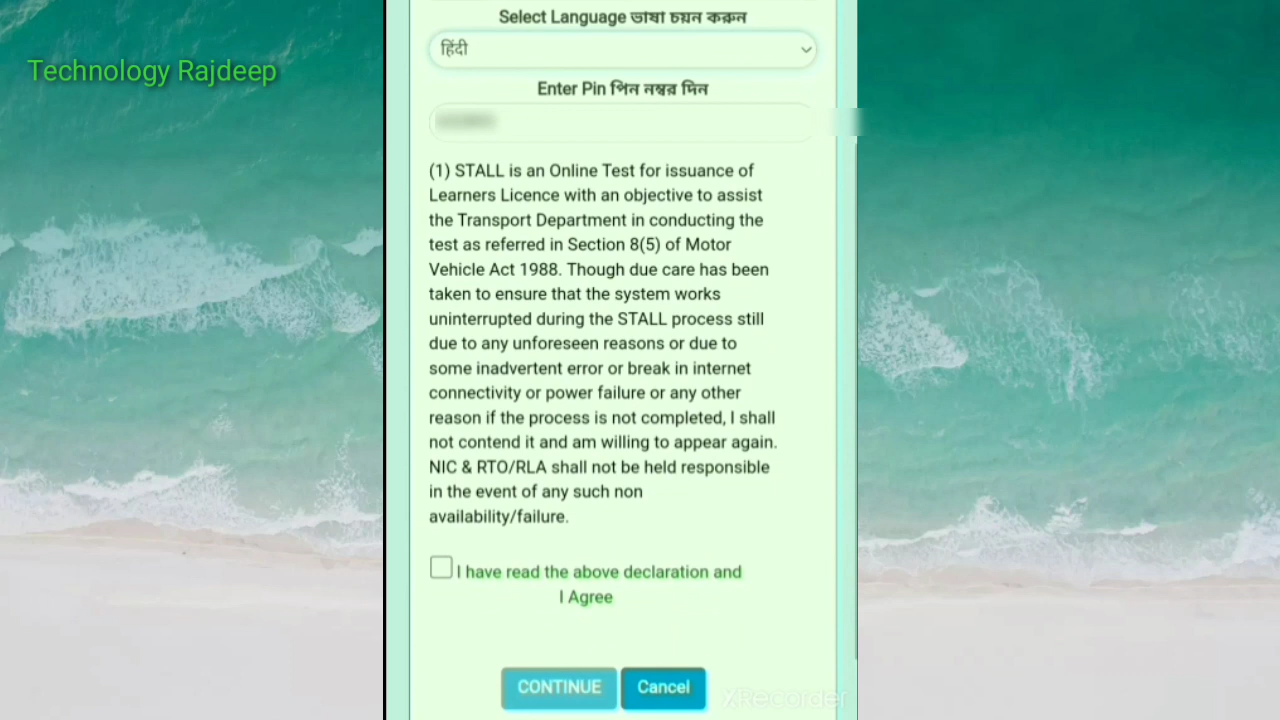 Technology Rajdeep
Select Language ভাষা চয়ন করুন
हिंदी
Enter Pin পিন নম্বর দিন
(1) STALL is an Online Test for issuance of
Learners Licence with an objective to assist
the Transport Department in conducting the
test as referred in Section 8(5) of Motor
Vehicle Act 1988. Though due care has been
taken to ensure that the system works
uninterrupted during the STALL process still
due to any unforeseen reasons or due to
some inadvertent error or break in internet
connectivity or power failure or any other
reason if the process is not completed, I shall
not contend it and am willing to appear again.
NIC & RTO/RLA shall not be held responsible
in the event of any such non
availability/failure.
I have read the above declaration and
I Agree
CONTINUE Cancel
XRecorder